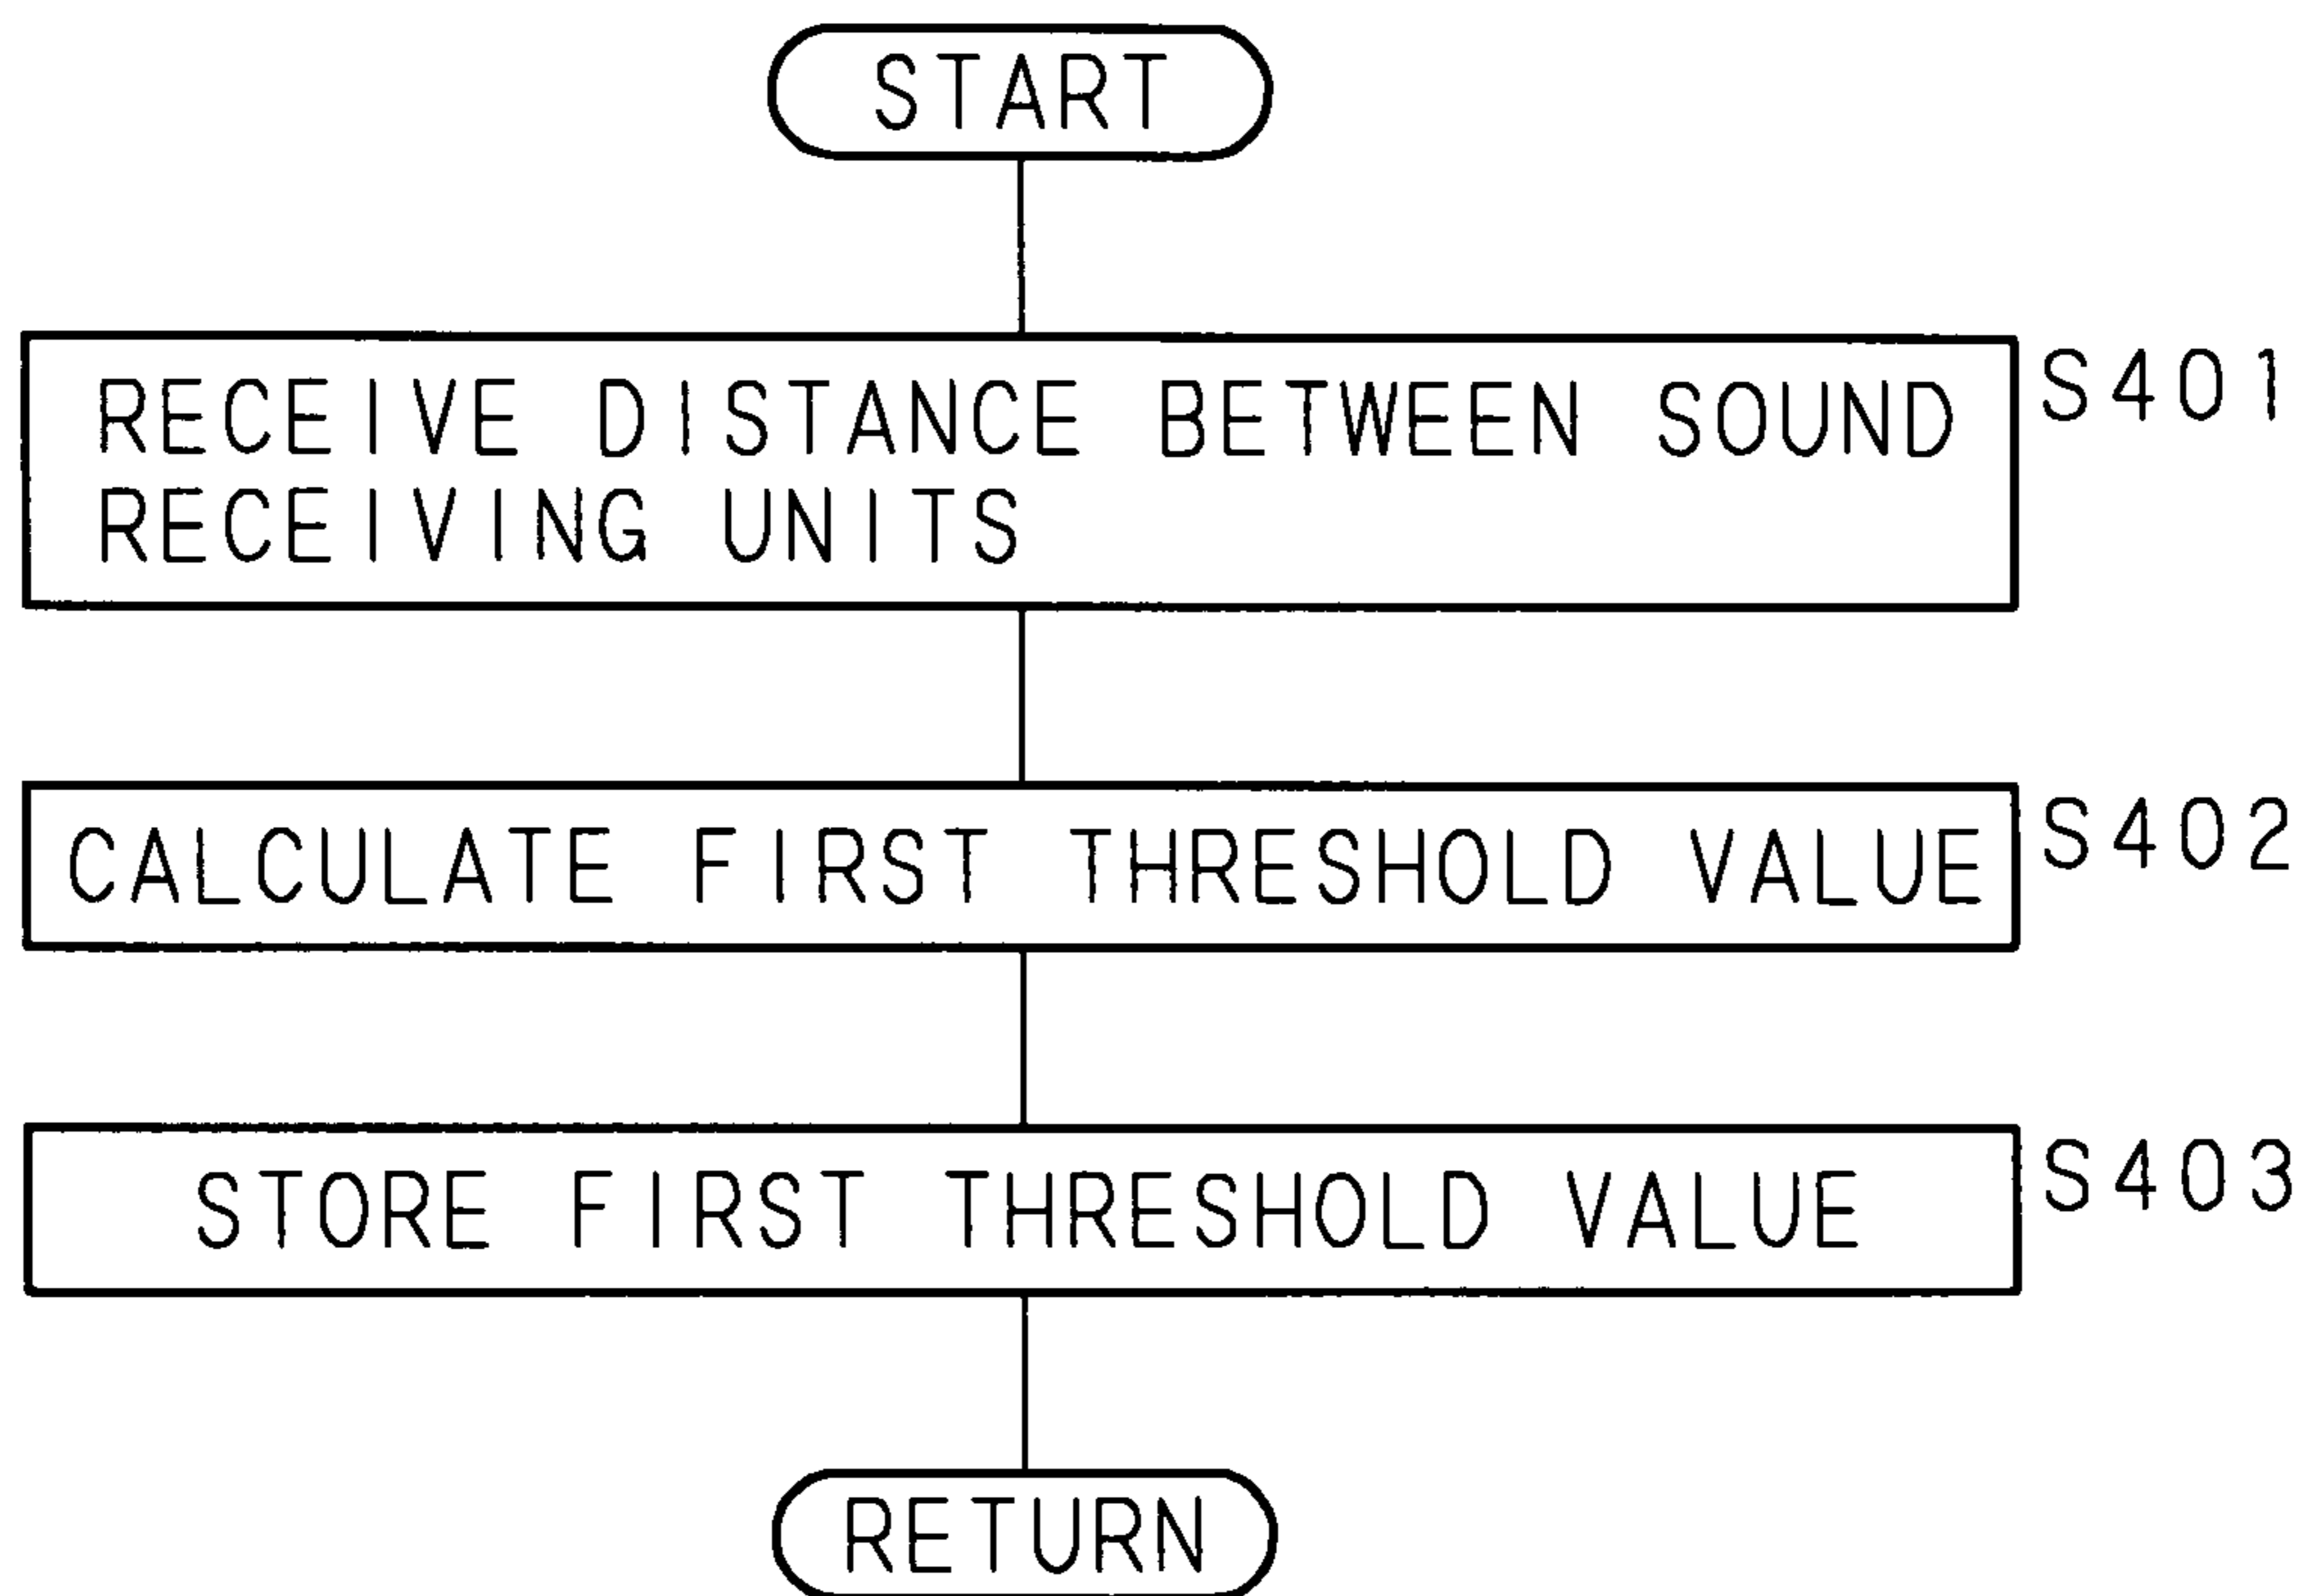 START
RECEIVE DISTANCE BETWEEN SOUND
RECEIVING UNITS
S401
CALCULATE FIRST THRESHOLD VALUE
S402
STORE FIRST THRESHOLD VALUE
S403
RETURN